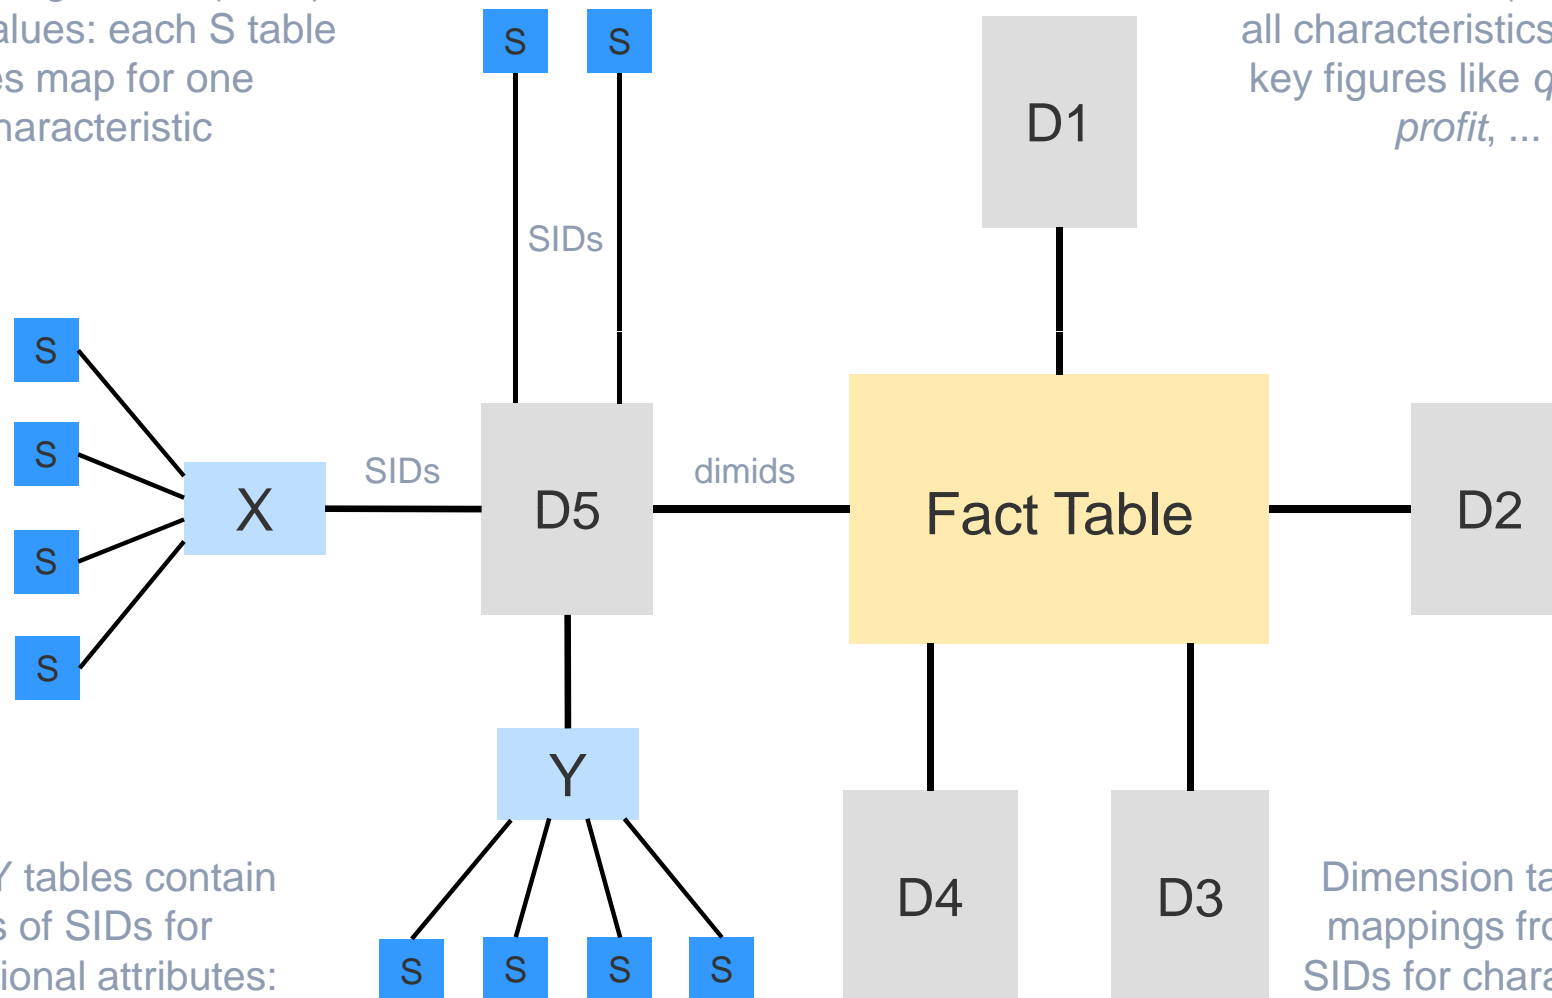 alues: each S table
es map for one
haracteristic
S
S
all characteristics
key figures like
profit, ...
D1
SIDs
S
S
S
S
X
SIDs
D5
dimids
Fact Table
D2
Y
Y tables contain
s of SIDs for
ional attributes:
S
S
S
S
D4
D3
Dimension ta
mappings fro
SIDs for chara